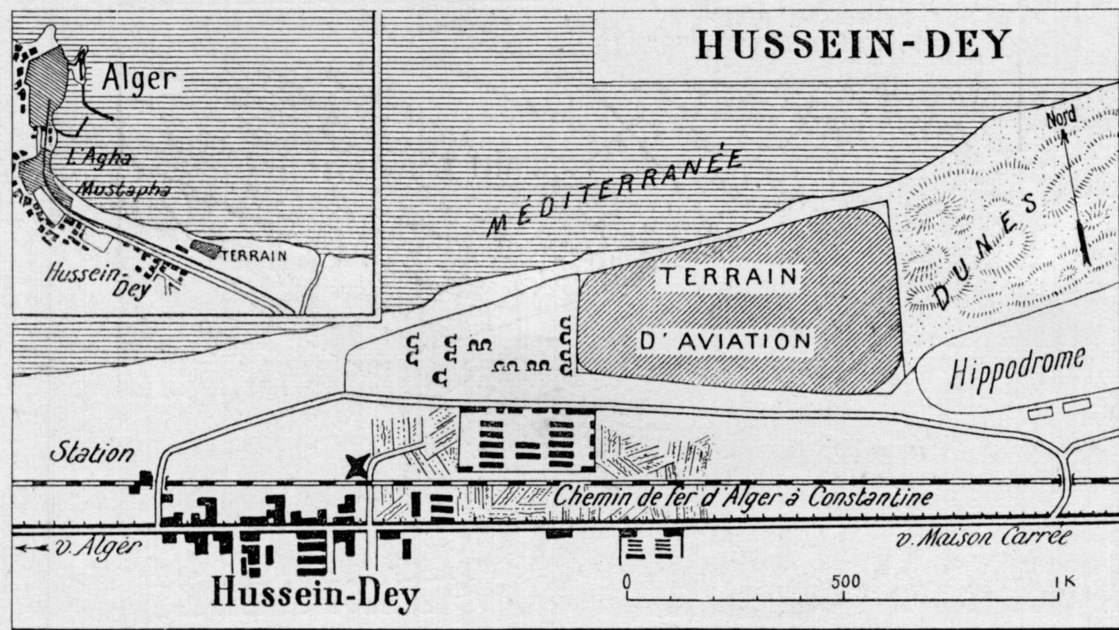 HUSSEIN-DEY
Alger
L'Agha
Mustapha
Hussein-
Dey
TERRAIN
MÉDITERRANÉE
Nord
DUNES
TERRAIN
D'AVIATION
Hippodrome
Station
Chemin de fer d'Alger à Constantine
v. Alger
v. Maison Carrée
Hussein-Dey
0 500 1K